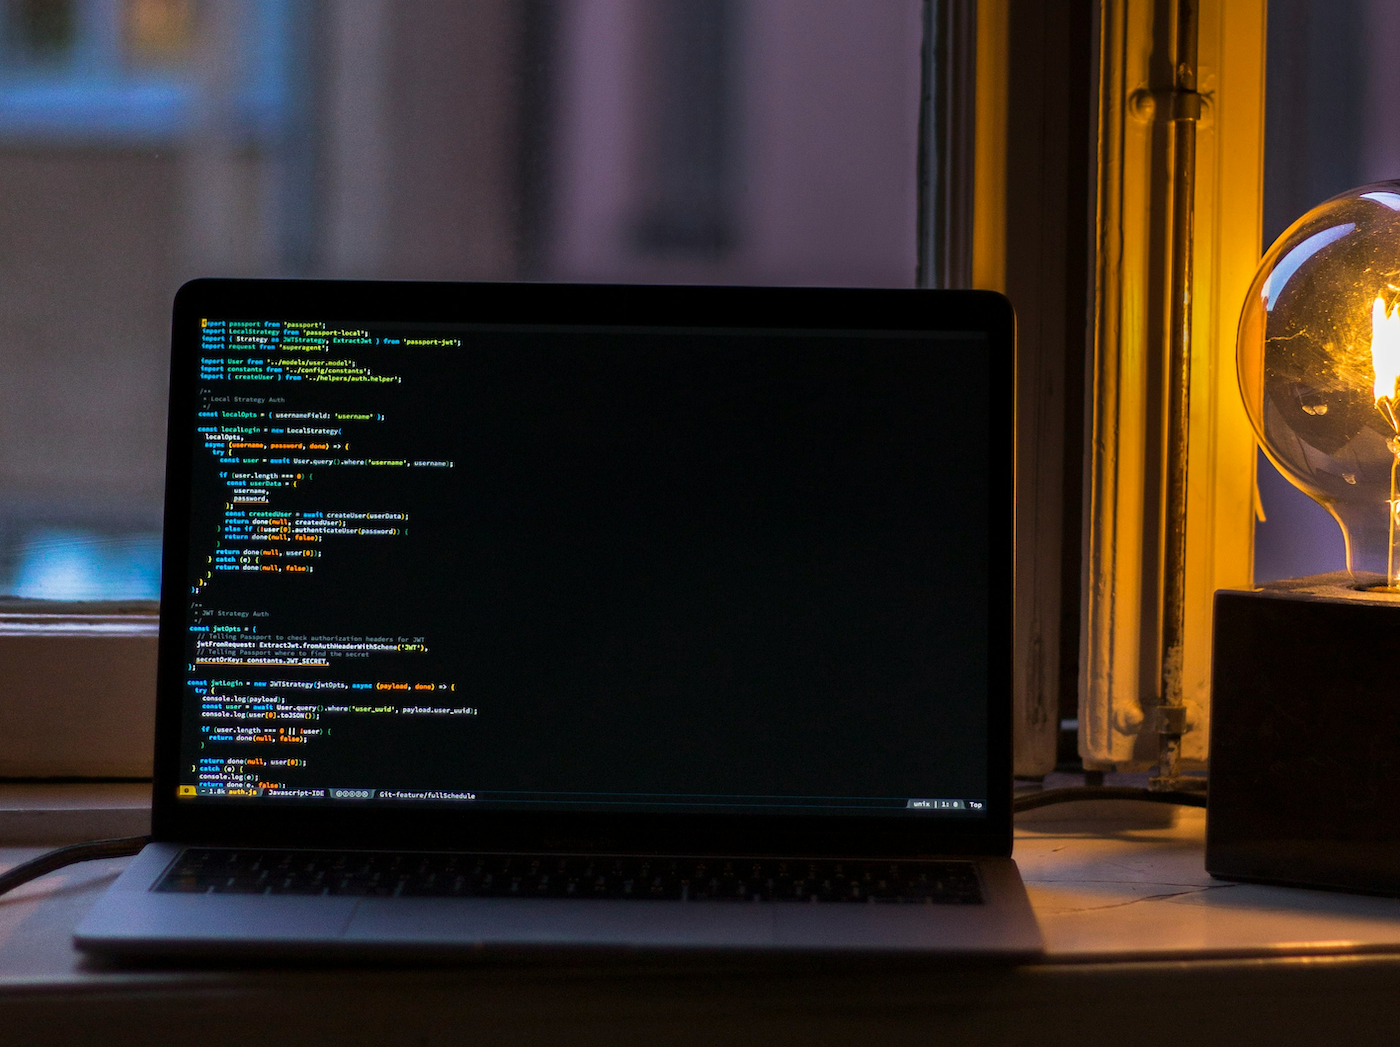 import passport from 'passport';
import LocalStrategy from 'passport-local';
import { Strategy as JWTStrategy, ExtractJwt } from 'passport-jwt';
import request from 'superagent';
import User from '../models/user.model';
import constants from '../config/constants';
import { createUser } from '../helpers/auth.helper';
/**
* Local Strategy Auth
*/
const localOpts = { usernameField: 'username' };
const localLogin = new LocalStrategy(
localOpts,
async (username, password, done) => {
try {
const user = await User.query().where('username', username);
if (user.length === 0) {
const userData = {
username,
password,
};
const createdUser = await createUser(userData);
return done(null, createdUser);
} else if (!user[0].authenticateUser(password)) {
return done(null, false);
}
return done(null, user[0]);
} catch (e) {
return done(null, false);
}
},
);
/**
* JWT Strategy Auth
*/
const jwtOpts = {
// Telling Passport to check authorization headers for JWT
jwtFromRequest: ExtractJwt.fromAuthHeaderWithScheme('JWT'),
// Telling Passport where to find the secret
secretOrKey: constants.JWT_SECRET,
};
const jwtLogin = new JWTStrategy(jwtOpts, async (payload, done) => {
try {
console.log(payload);
const user = await User.query().where('user_uuid', payload.user_uuid);
console.log(user[0].toJSON());
if (user.length === 0 || !user) {
return done(null, false);
}
return done(null, user[0]);
} catch (e) {
console.log(e);
return done(e, false);
- 1.8k auth.js Javascript-IDE Git-feature/fullSchedule unix | 1: 0 Top